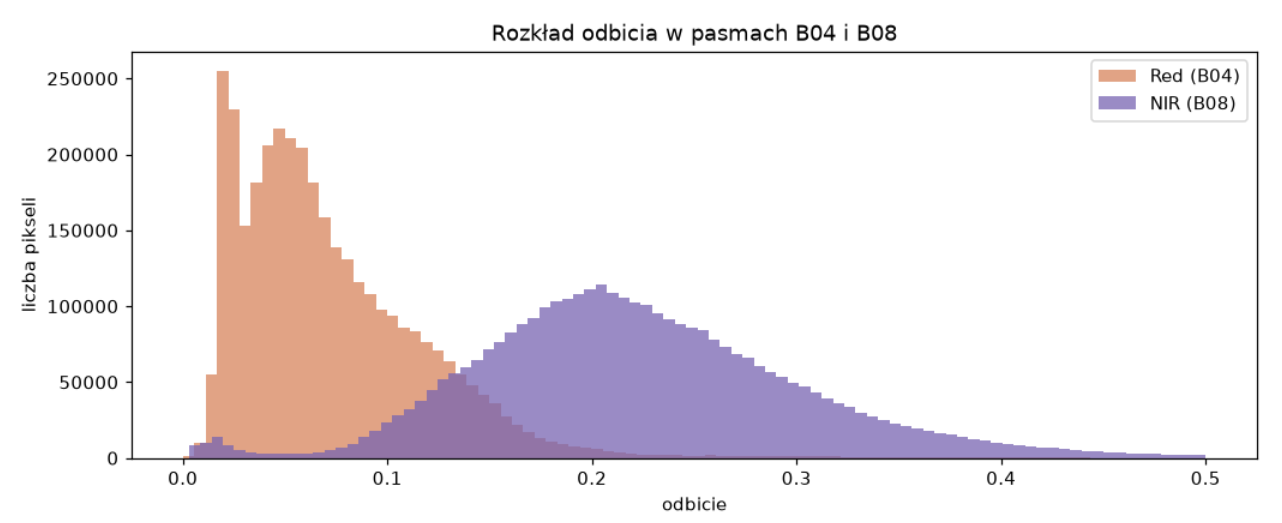 Rozkład odbicia w pasmach B04 i B08
Red (B04)
NIR (B08)
liczba pikseli
250000
200000
150000
100000
50000
0
0.0
0.1
0.2
0.3
0.4
0.5
odbicie